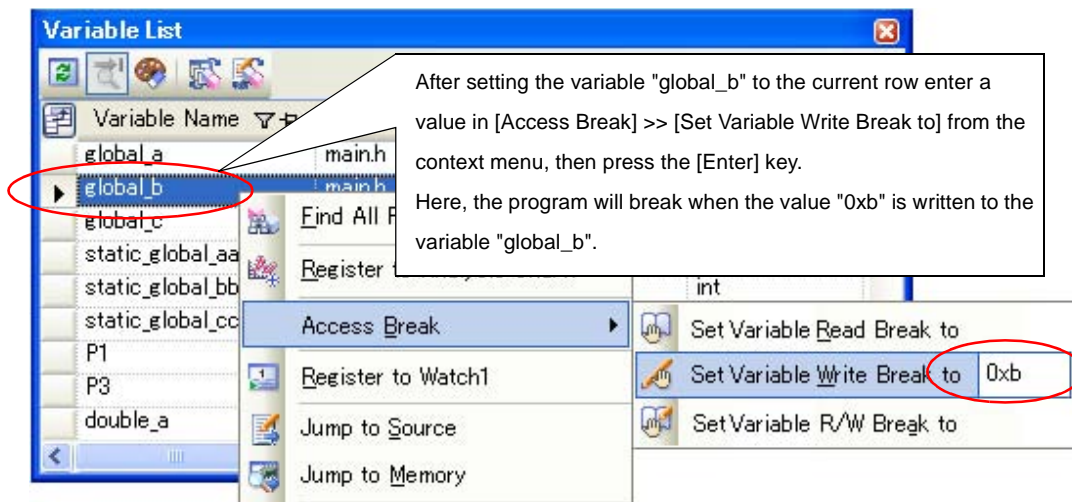 Variable List
After setting the variable "global_b" to the current row enter a
value in [Access Break] >> [Set Variable Write Break to] from the
context menu, then press the [Enter] key.
Here, the program will break when the value "0xb" is written to the
variable "global_b".
Variable Name
global_a main.h
global_b main.h
global_c
static_global_aa
static_global_bb int
static_global_cc
P1
P3
double_a
Find All
Register to
Access Break
Register to Watch1
Jump to Source
Jump to Memory
Set Variable Read Break to
Set Variable Write Break to 0xb
Set Variable R/W Break to